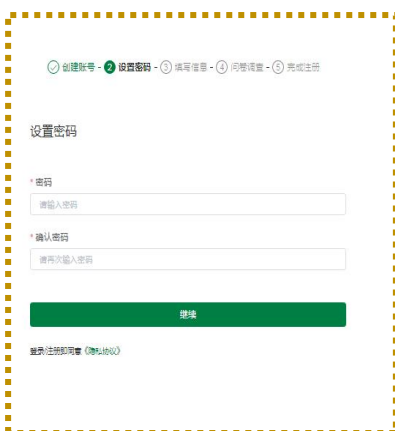 创建账号 - 2 设置密码 - 3 填写信息 - 4 问卷调查 - 5 完成注册
设置密码
* 密码
请输入密码
* 确认密码
请再次输入密码
继续
登录/注册即同意《隐私协议》